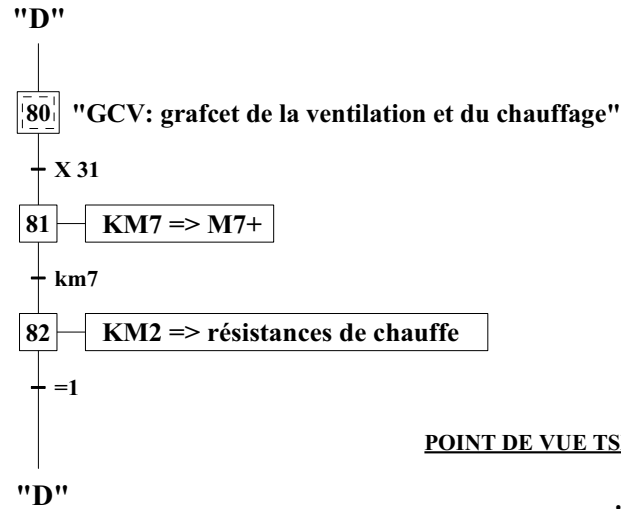 "D"
80 "GCV: grafcet de la ventilation et du chauffage"
X 31
81 KM7 => M7+
km7
82 KM2 => résistances de chauffe
=1
POINT DE VUE TS
"D" .